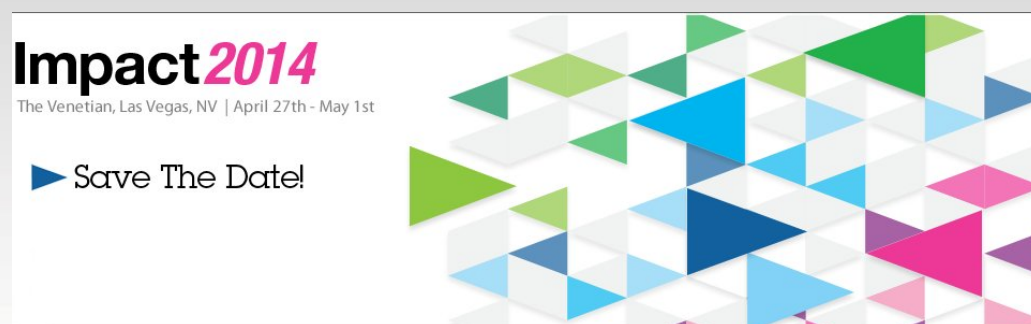 Impact2014
The Venetian, Las Vegas, NV | April 27th - May 1st
Save The Date!